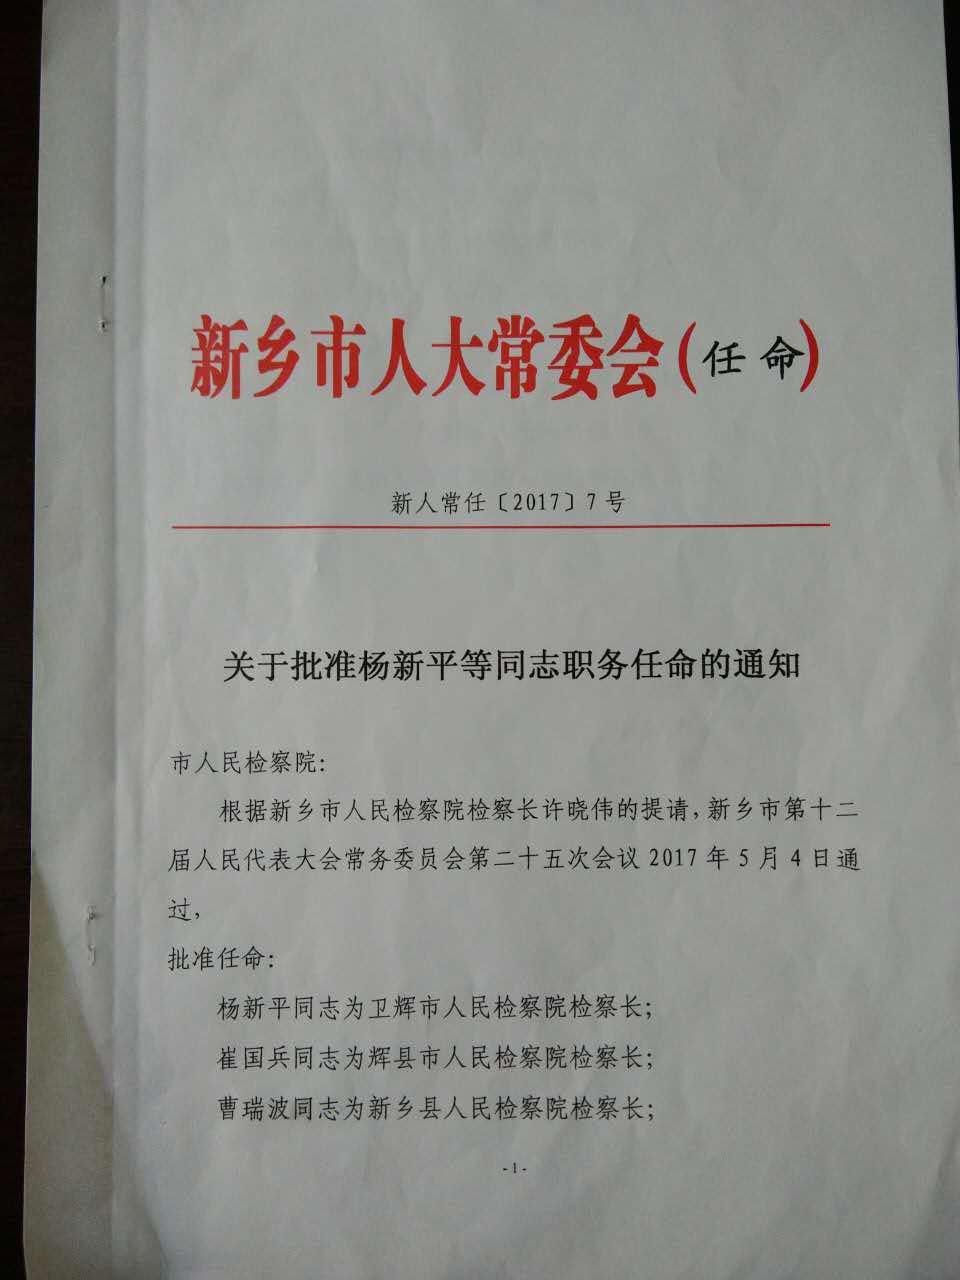 新乡市人大常委会(任命)
新人常任〔2017〕7号
关于批准杨新平等同志职务任命的通知
市人民检察院:
根据新乡市人民检察院检察长许晓伟的提请,新乡市第十二
届人民代表大会常务委员会第二十五次会议2017年5月4日通
过,
批准任命:
杨新平同志为卫辉市人民检察院检察长;
崔国兵同志为辉县市人民检察院检察长;
曹瑞波同志为新乡县人民检察院检察长;
-1-